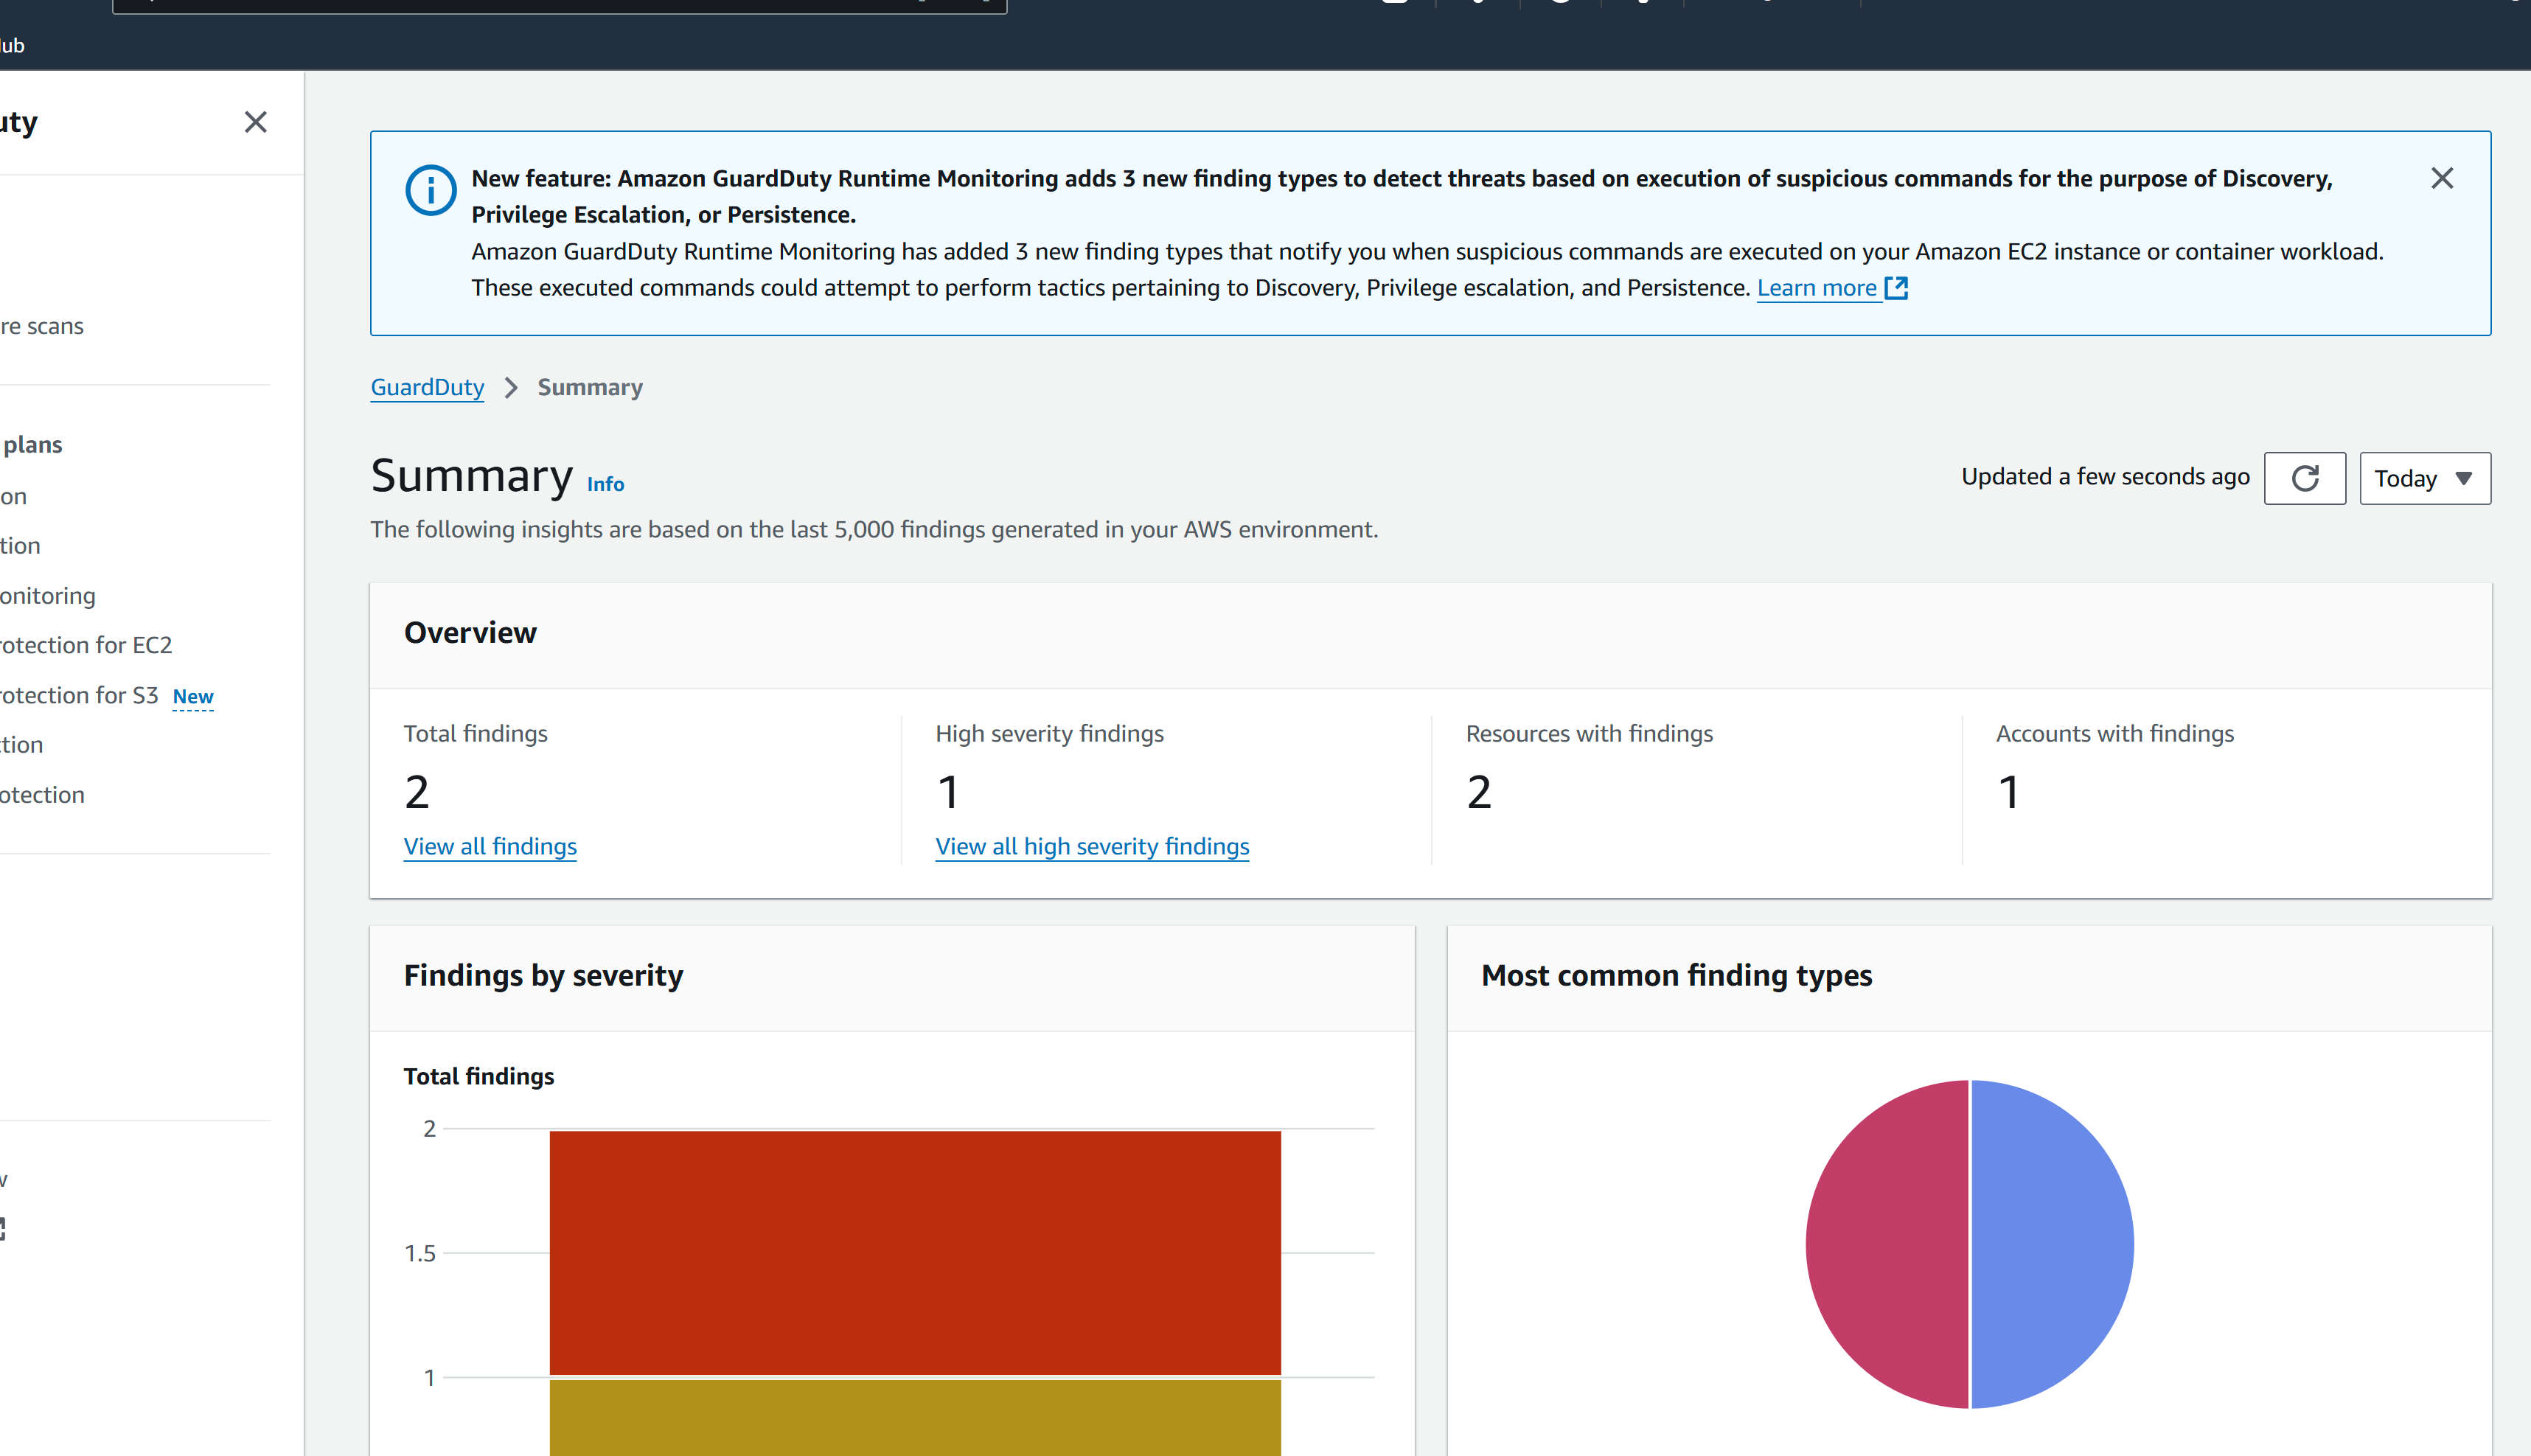 uty
re scans
plans
onitoring
rotection for EC2
rotection for S3 New
otection
New feature: Amazon GuardDuty Runtime Monitoring adds 3 new finding types to detect threats based on execution of suspicious commands for the purpose of Discovery,
Privilege Escalation, or Persistence.
Amazon GuardDuty Runtime Monitoring has added 3 new finding types that notify you when suspicious commands are executed on your Amazon EC2 instance or container workload.
These executed commands could attempt to perform tactics pertaining to Discovery, Privilege escalation, and Persistence. Learn more
GuardDuty > Summary
Summary Info
Updated a few seconds ago
Today
The following insights are based on the last 5,000 findings generated in your AWS environment.
Overview
Total findings
2
View all findings
High severity findings
1
View all high severity findings
Resources with findings
2
Accounts with findings
1
Findings by severity
Total findings
2
1.5
1
Most common finding types